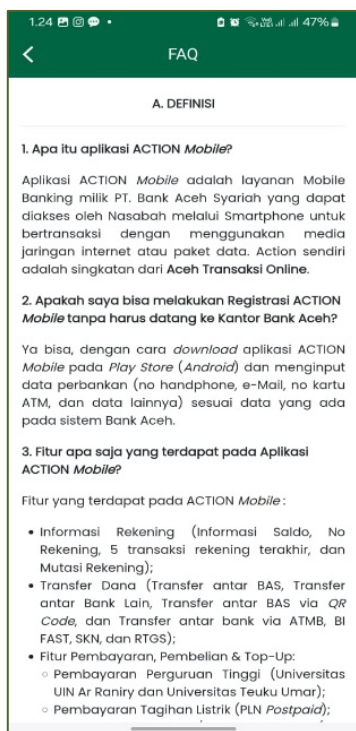 1.24
47%
FAQ
A. DEFINISI
1. Apa itu aplikasi ACTION Mobile?
Aplikasi ACTION Mobile adalah layanan Mobile
Banking milik PT. Bank Aceh Syariah yang dapat
diakses oleh Nasabah melalui Smartphone untuk
bertransaksi dengan menggunakan media
jaringan internet atau paket data. Action sendiri
adalah singkatan dari Aceh Transaksi Online.
2. Apakah saya bisa melakukan Registrasi ACTION
Mobile tanpa harus datang ke Kantor Bank Aceh?
Ya bisa, dengan cara download aplikasi ACTION
Mobile pada Play Store (Android) dan menginput
data perbankan (no handphone, e-Mail, no kartu
ATM, dan data lainnya) sesuai data yang ada
pada sistem Bank Aceh.
3. Fitur apa saja yang terdapat pada Aplikasi
ACTION Mobile?
Fitur yang terdapat pada ACTION Mobile :
• Informasi Rekening (Informasi Saldo, No
Rekening, 5 transaksi rekening terakhir, dan
Mutasi Rekening);
• Transfer Dana (Transfer antar BAS, Transfer
antar Bank Lain, Transfer antar BAS via QR
Code, dan Transfer antar bank via ATMB, BI
FAST, SKN, dan RTGS);
• Fitur Pembayaran, Pembelian & Top-Up:
◦ Pembayaran Perguruan Tinggi (Universitas
UIN Ar Raniry dan Universitas Teuku Umar);
◦ Pembayaran Tagihan Listrik (PLN Postpaid);